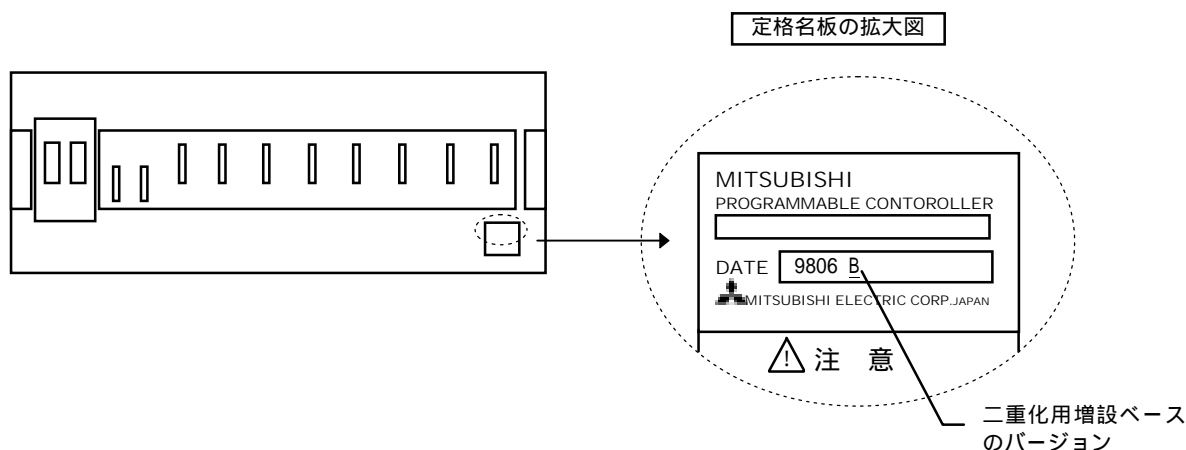 定格名板の拡大図
MITSUBISHI
PROGRAMMABLE CONTOROLLER
DATE 9806 B
MITSUBISHI ELECTRIC CORP.JAPAN
注 意
二重化用増設ベース
のバージョン